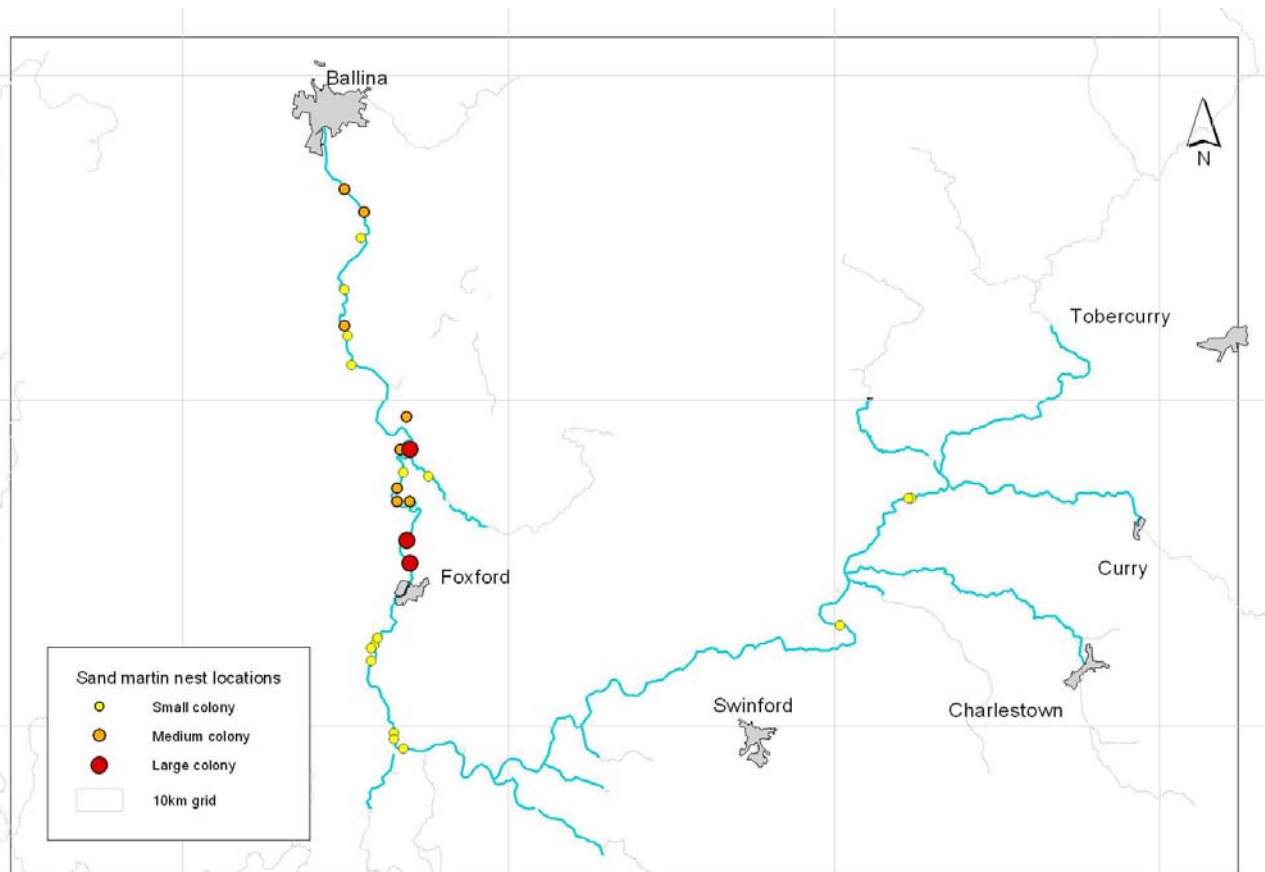 Ballina
N
Tobercurry
Curry
Foxford
Charlestown
Swinford
Sand martin nest locations
Small colony
Medium colony
Large colony
10km grid